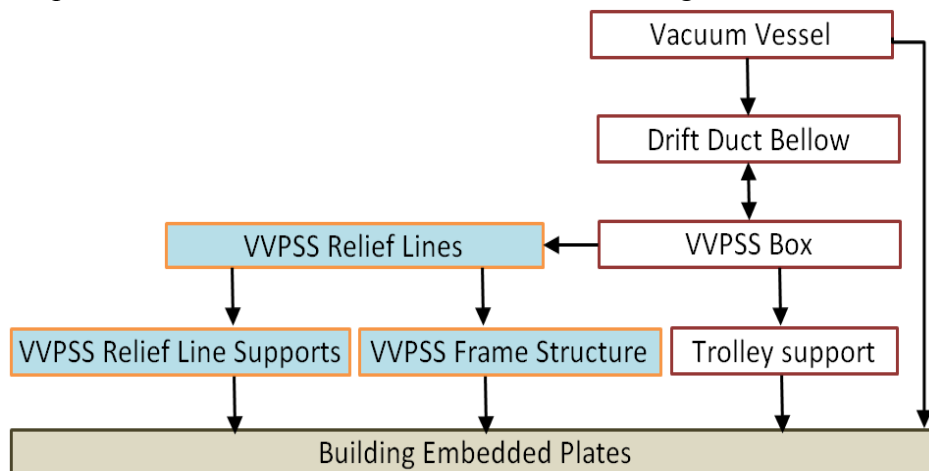 Vacuum Vessel
Drift Duct Bellow
VVPSS Relief Lines
VVPSS Box
VVPSS Relief Line Supports
VVPSS Frame Structure
Trolley support
Building Embedded Plates